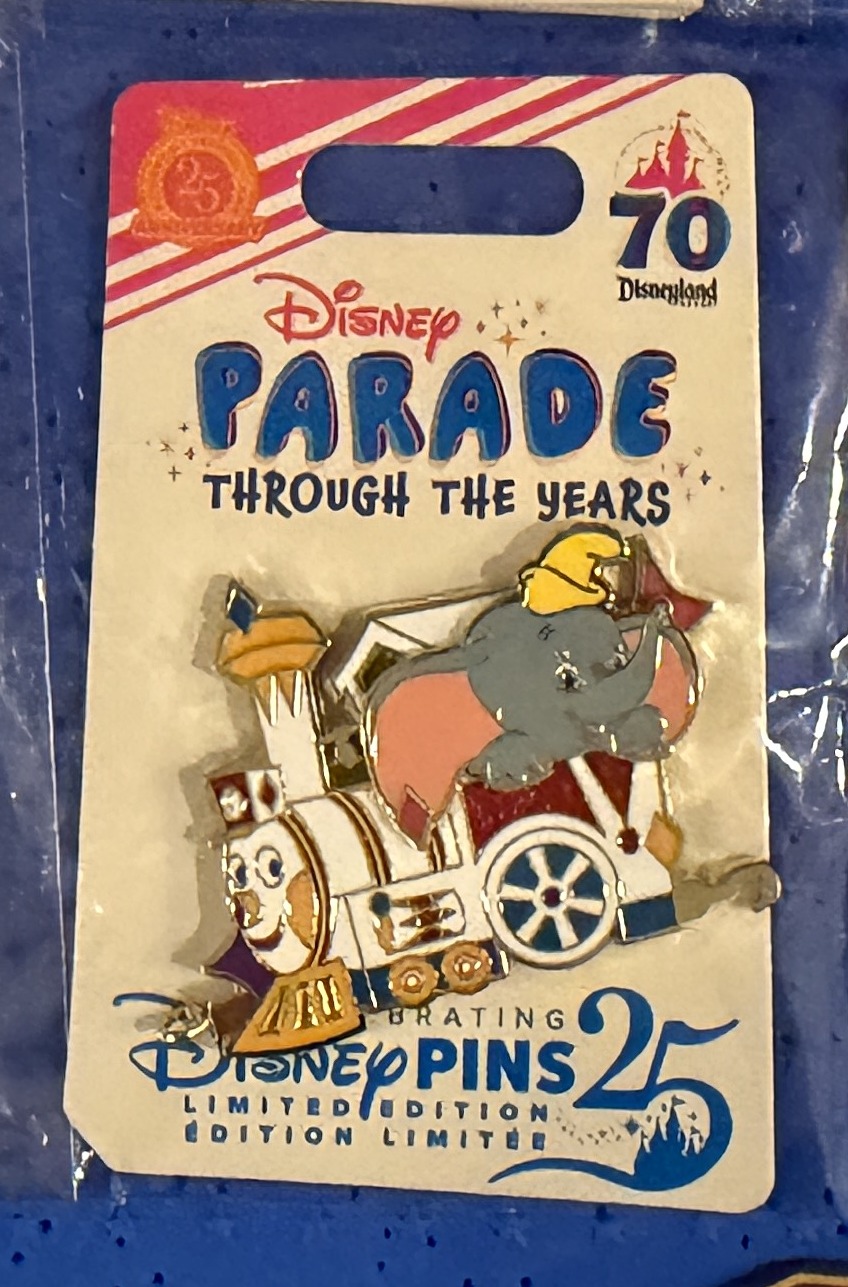 25
70
Disneyland
Disney
PARADE
THROUGH THE YEARS
BRATING
Disney PINS 25
LIMITED EDITION
ÉDITION LIMITÉE